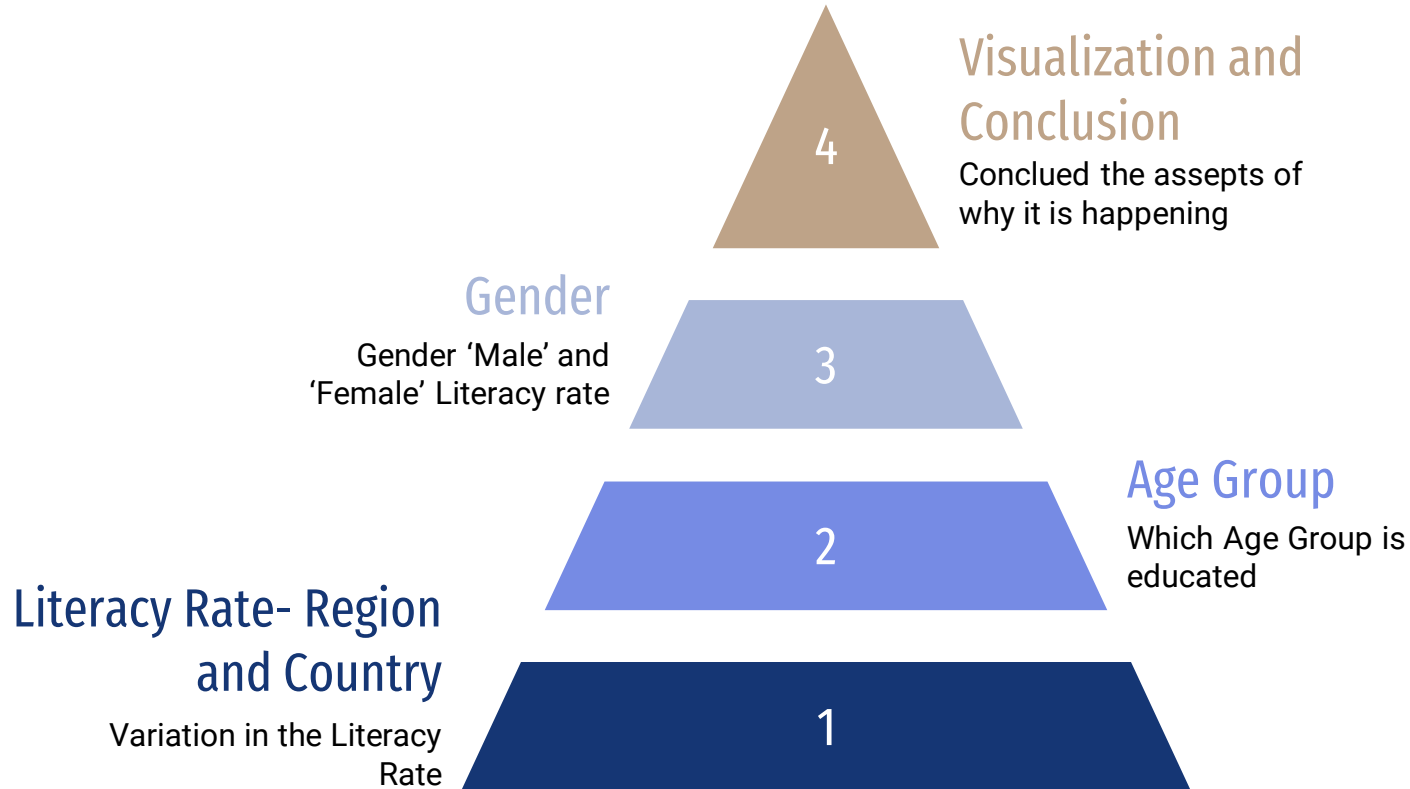 Visualization and
Conclusion
4
Conclued the assepts of
why it is happening
Gender
Gender ‘Male’ and
‘Female’ Literacy rate
3
Age Group
2
Which Age Group is
educated
Literacy Rate- Region
and Country
1
Variation in the Literacy
Rate